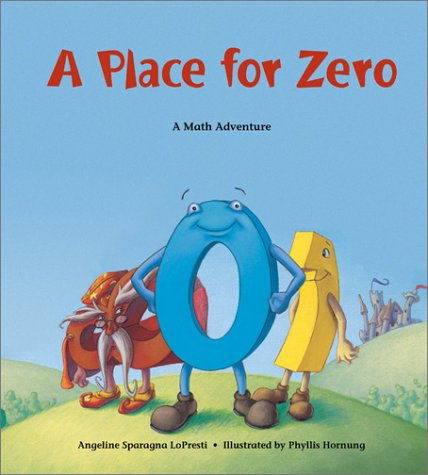 A Place for Zero
A Math Adventure
Angeline Sparagna LoPresti • Illustrated by Phyllis Hornung